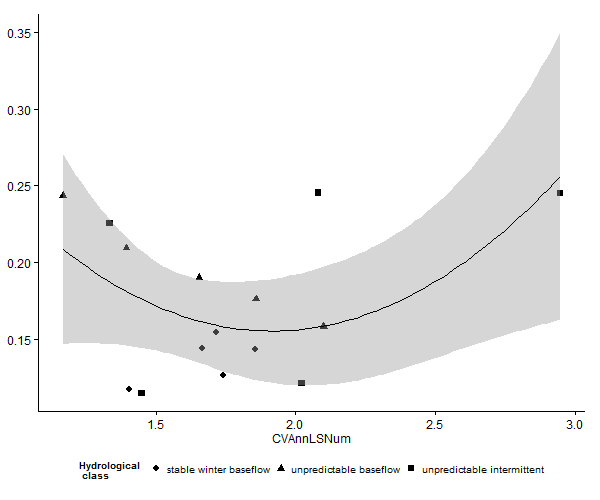 0.35
0.30
0.25
0.20
0.15
1.5 2.0 2.5 3.0
CVAnnLSNum
Hydrological
class
stable winter baseflow unpredictable baseflow unpredictable intermittent